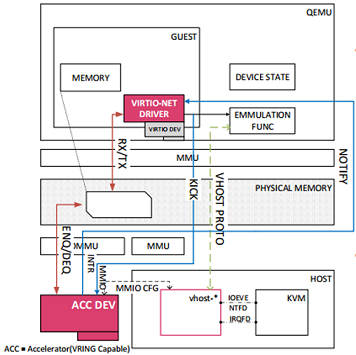 QEMU
GUEST
MEMORY
DEVICE STATE
VIRTIO-NET
DRIVER
VIRTIO DEV
EMMULATION
FUNC
RX/TX
MMU
KICK
VHOST PROTO
NOTIFY
PHYSICAL MEMORY
ENQ/DEQ
OMMU
MMU
INTR
MMIO
MMIO CFG
HOST
ACC DEV
vhost-*
IOEVE
NTFD
IRQFD
KVM
ACC = Accelerator(VRING Capable)